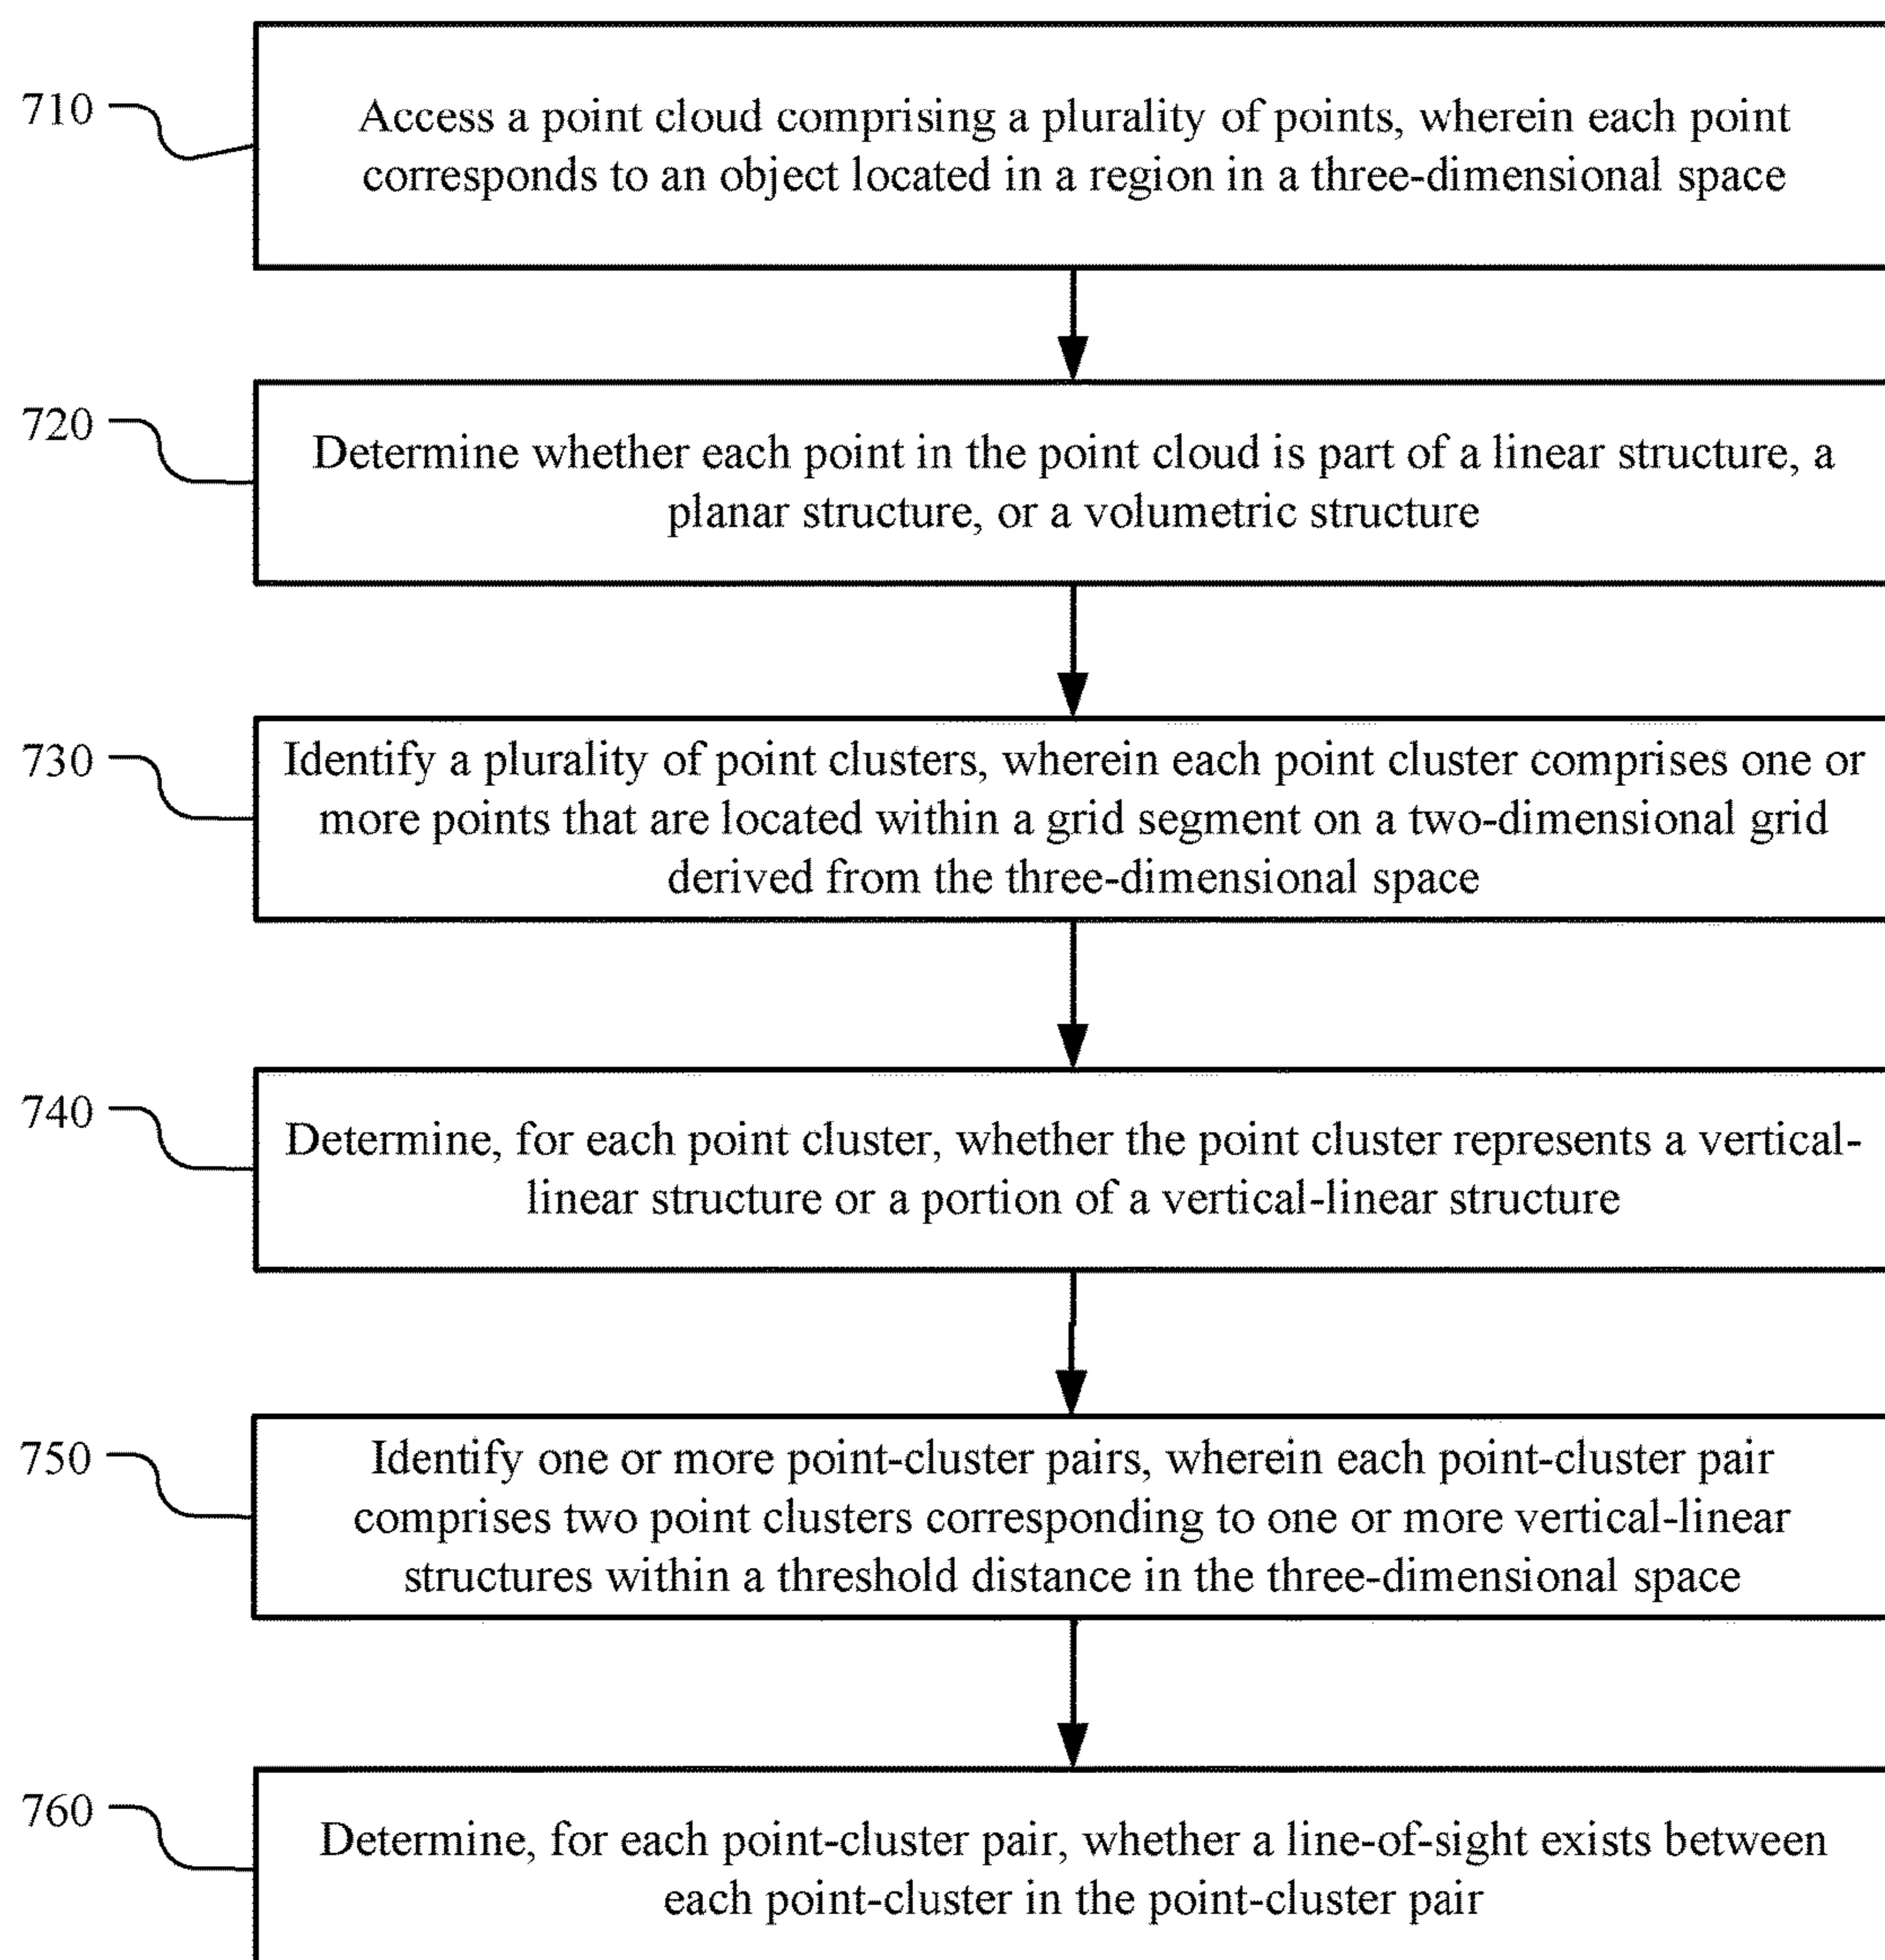 710
Access a point cloud comprising a plurality of points, wherein each point
corresponds to an object located in a region in a three-dimensional space
720
Determine whether each point in the point cloud is part of a linear structure, a
planar structure, or a volumetric structure
730
Identify a plurality of point clusters, wherein each point cluster comprises one or
more points that are located within a grid segment on a two-dimensional grid
derived from the three-dimensional space
740
Determine, for each point cluster, whether the point cluster represents a vertical-
linear structure or a portion of a vertical-linear structure
750
Identify one or more point-cluster pairs, wherein each point-cluster pair
comprises two point clusters corresponding to one or more vertical-linear
structures within a threshold distance in the three-dimensional space
760
Determine, for each point-cluster pair, whether a line-of-sight exists between
each point-cluster in the point-cluster pair